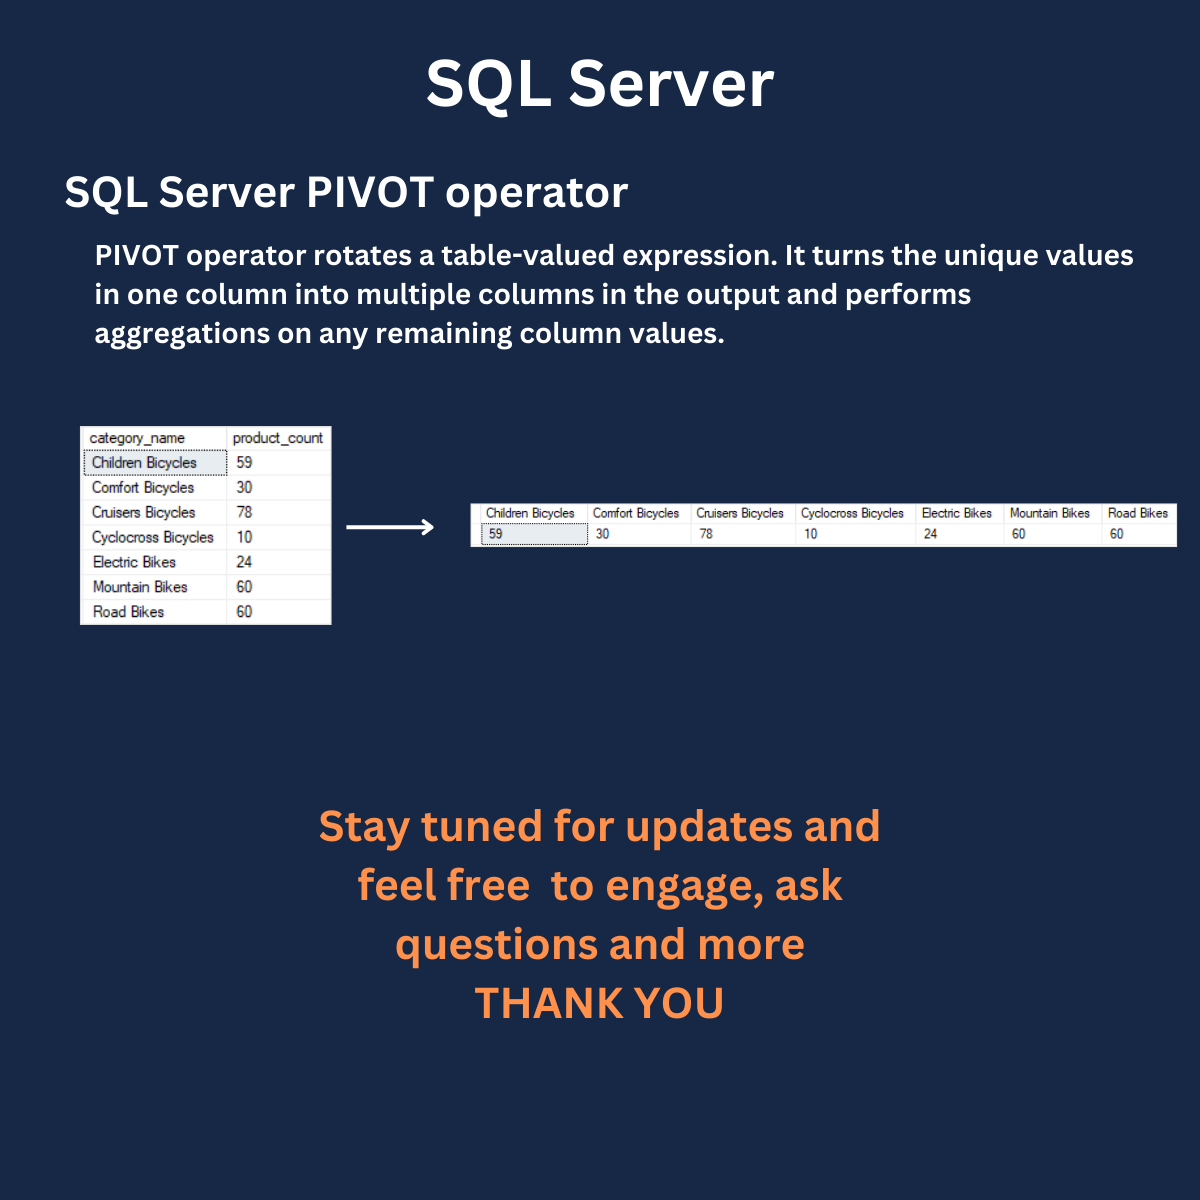 SQL Server
SQL Server PIVOT operator
PIVOT operator rotates a table-valued expression. It turns the unique values
in one column into multiple columns in the output and performs
aggregations on any remaining column values.
category_name product_count
Children Bicycles 59
Comfort Bicycles 30
Cruisers Bicycles 78
Cyclocross Bicycles 10
Electric Bikes 24
Mountain Bikes 60
Road Bikes 60
Children Bicycles Comfort Bicycles Cruisers Bicycles Cyclocross Bicycles Electric Bikes Mountain Bikes Road Bikes
59 30 78 10 24 60 60
Stay tuned for updates and
feel free to engage, ask
questions and more
THANK YOU